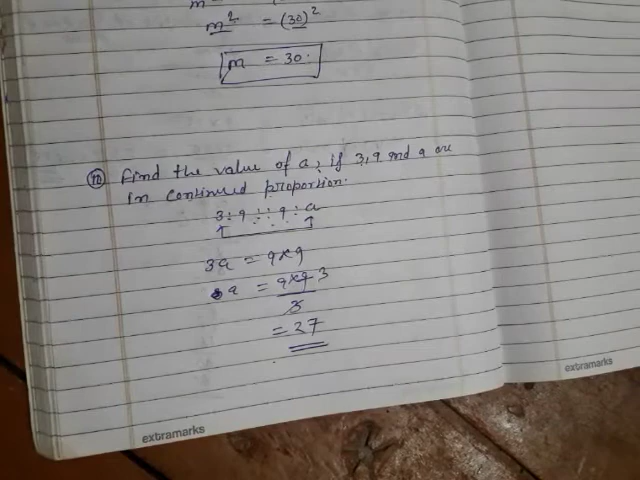 m
m² = (30)²
m = 30.
(n) Find the value of a, if 3, 9 and a are
in continued proportion.
3 : 9 :: 9 : a
3a = 9×9
a = 9×9 3
3
= 27
extramarks
extramarks